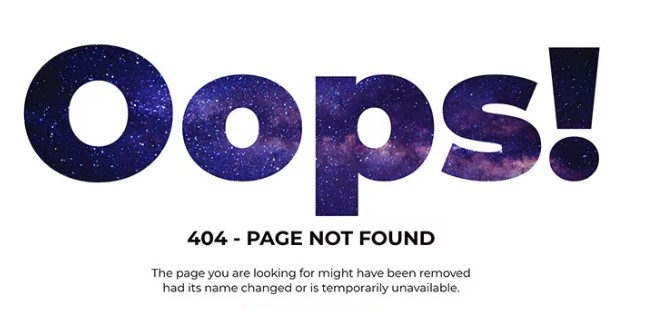 Oops!
404 - PAGE NOT FOUND
The page you are looking for might have been removed
had its name changed or is temporarily unavailable.